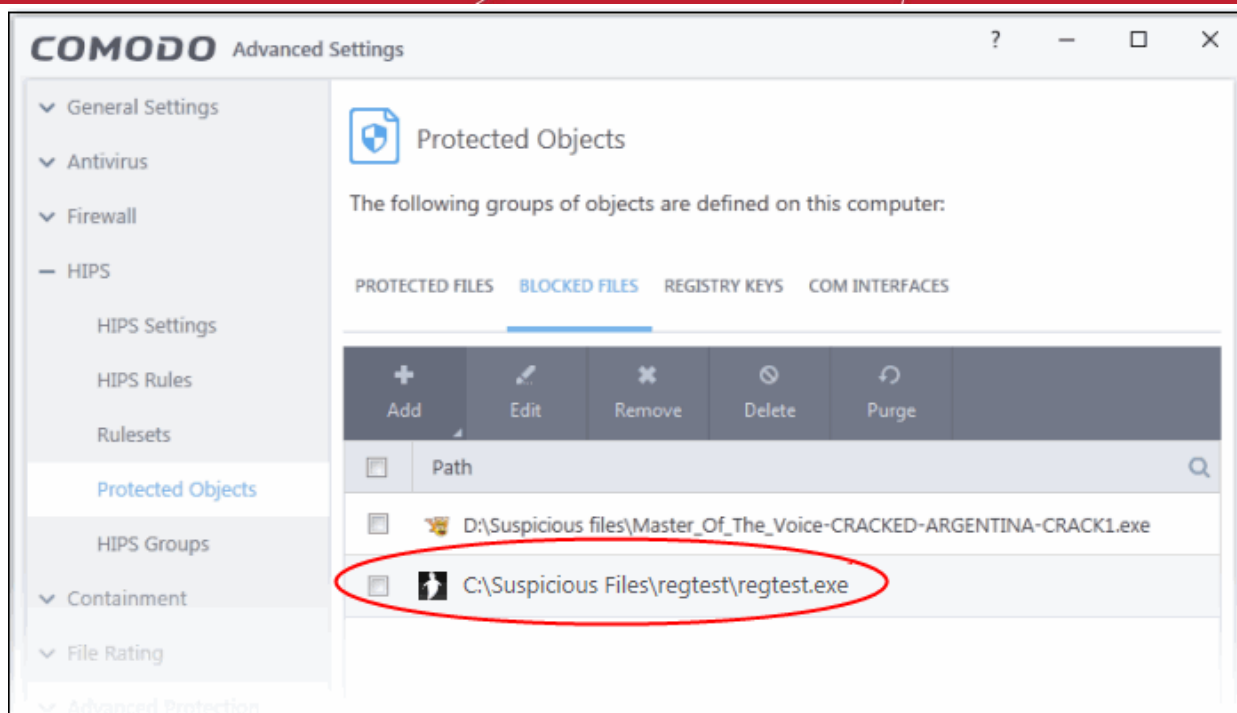 COMODO Advanced Settings ?
General Settings
Antivirus
Firewall
HIPS
HIPS Settings
HIPS Rules
Rulesets
Protected Objects
HIPS Groups
Containment
File Rating
Advanced Protection
Protected Objects
The following groups of objects are defined on this computer:
PROTECTED FILES BLOCKED FILES REGISTRY KEYS COM INTERFACES
Add Edit Remove Delete Purge
Path
D:\Suspicious files\Master_Of_The_Voice-CRACKED-ARGENTINA-CRACK1.exe
C:\Suspicious Files\regtest\regtest.exe